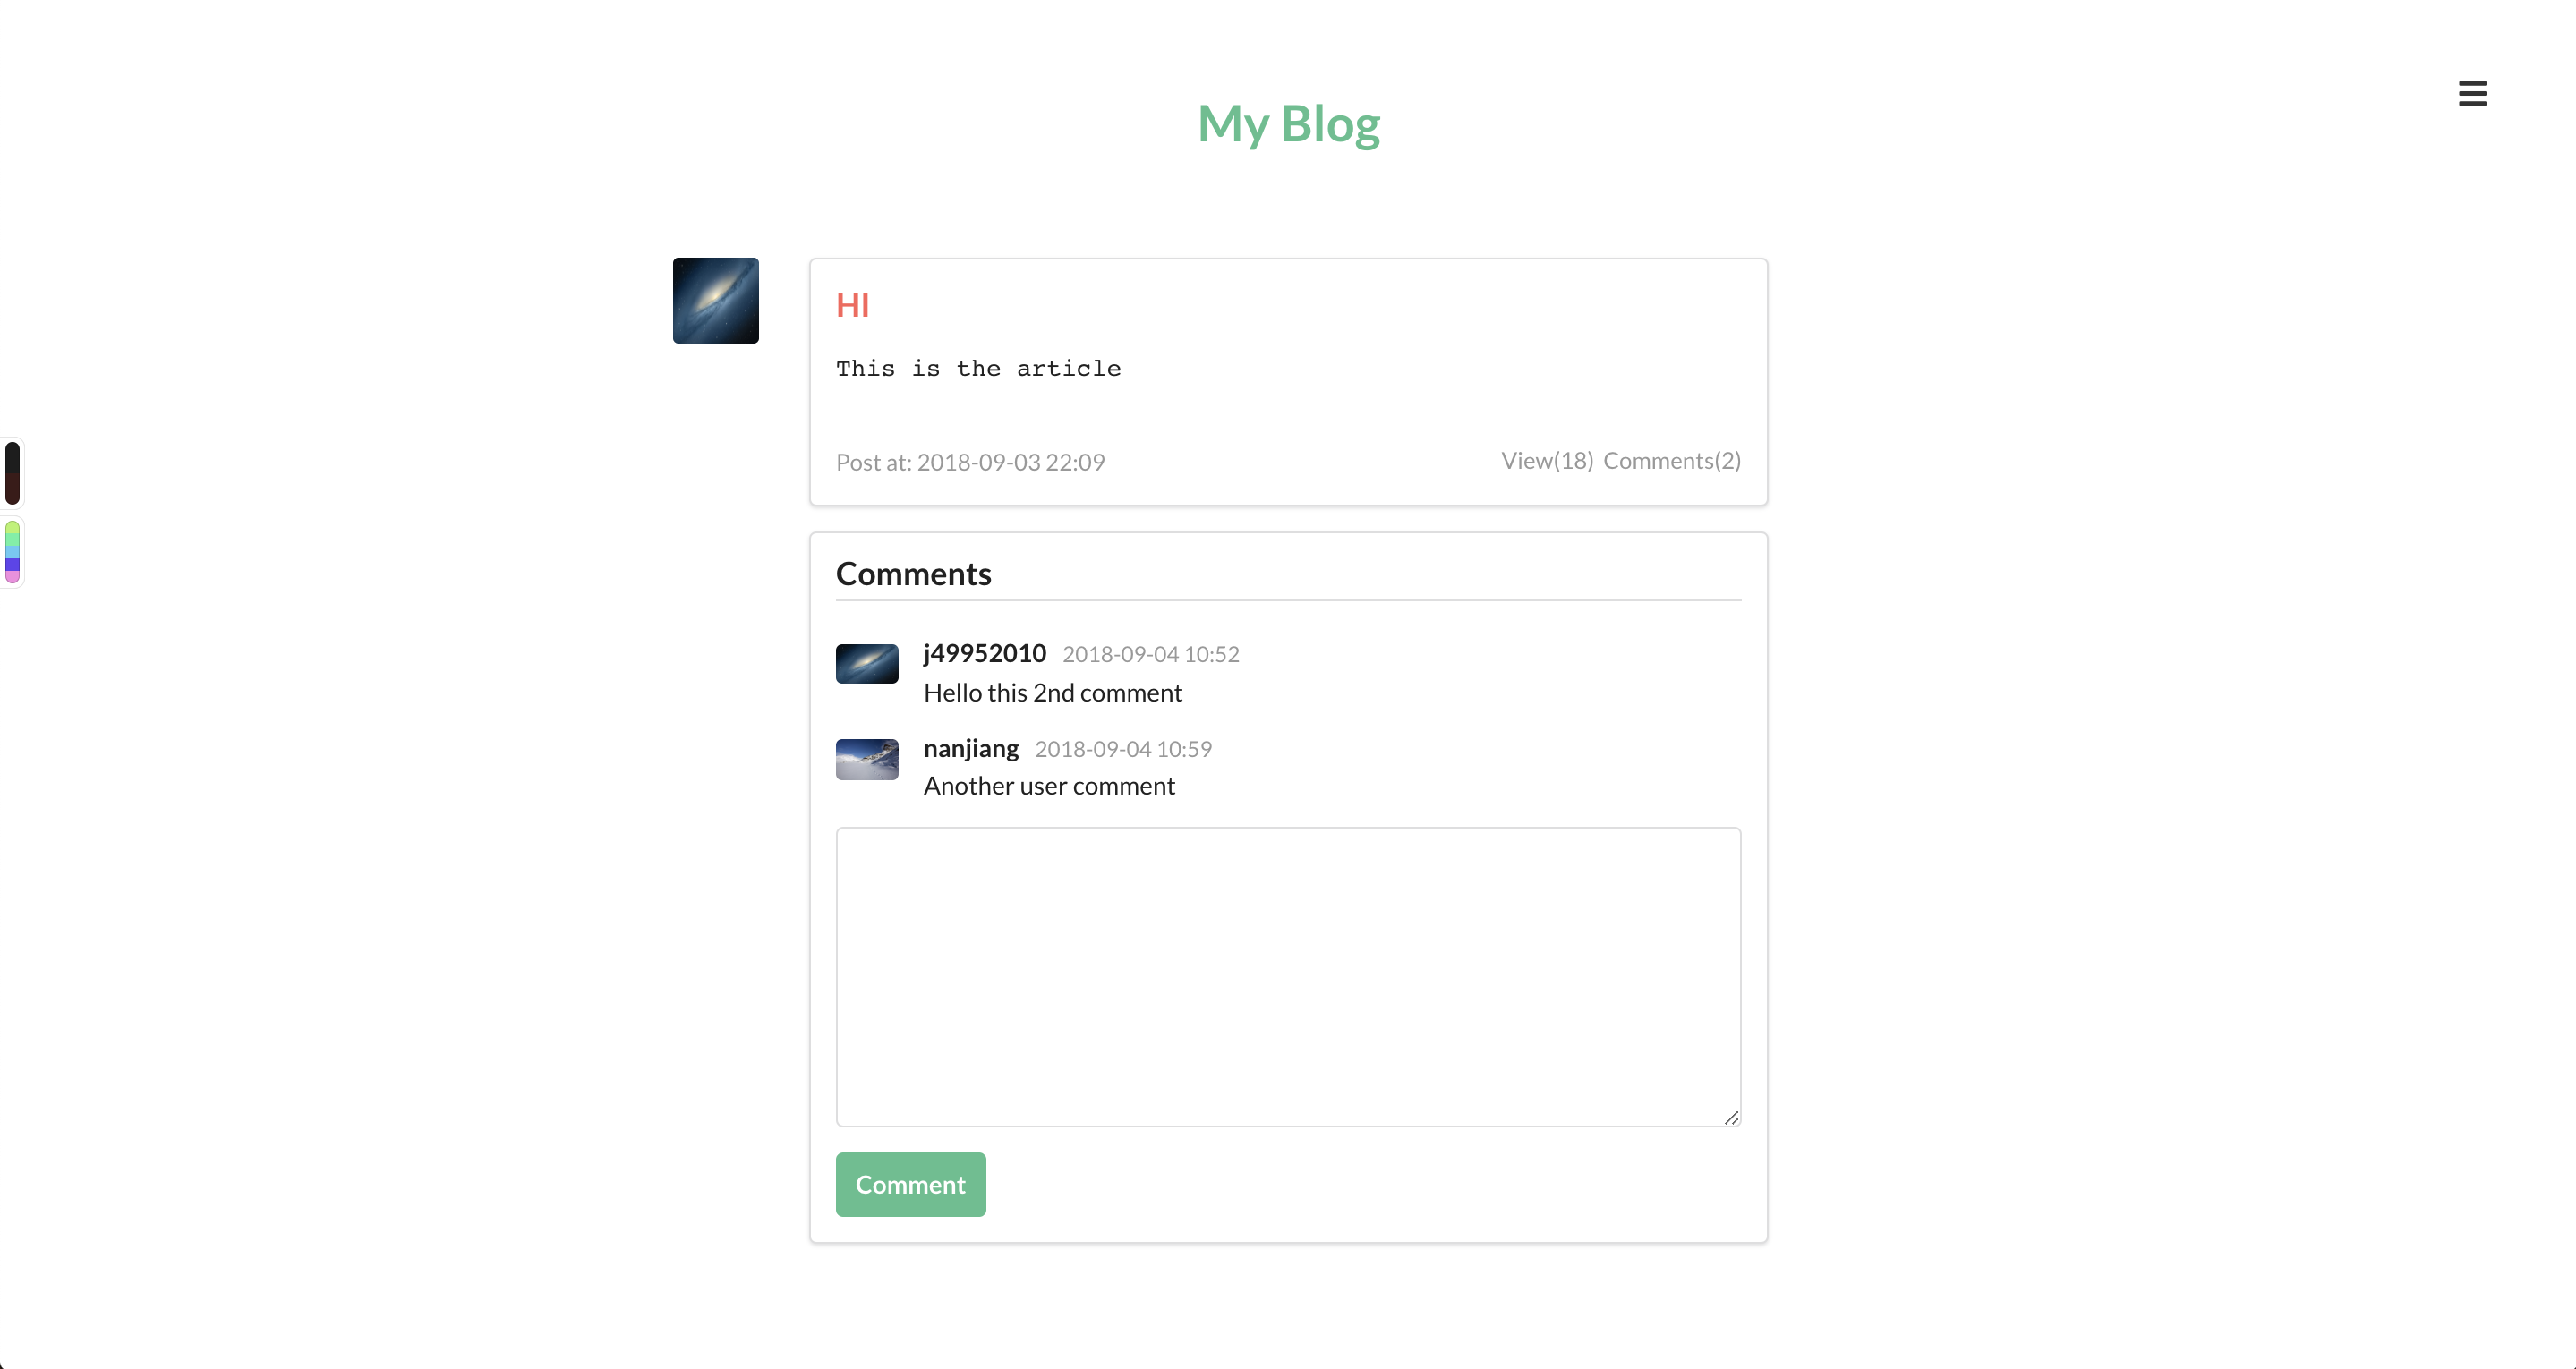 My Blog
HI
This is the article
Post at: 2018-09-03 22:09 View(18) Comments(2)
Comments
j49952010 2018-09-04 10:52
Hello this 2nd comment
nanjiang 2018-09-04 10:59
Another user comment
Comment